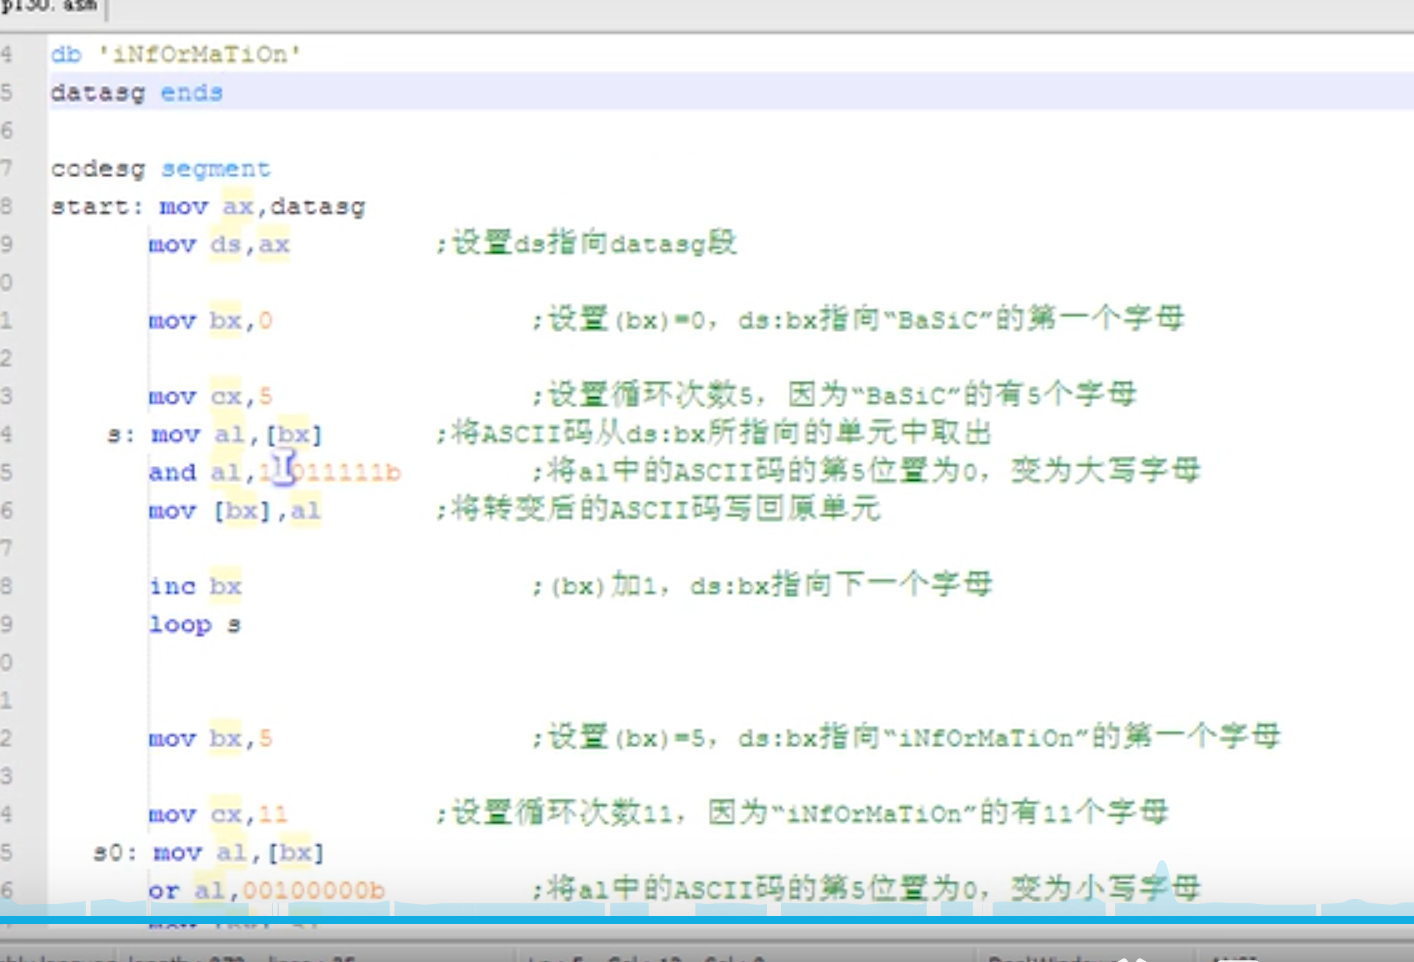 p130.asm
4 db 'iNfOrMaTiOn'
5 datasg ends
6
7 codesg segment
8 start: mov ax,datasg
9 mov ds,ax ;设置ds指向datasg段
0
1 mov bx,0 ;设置(bx)=0, ds:bx指向“BaSiC”的第一个字母
2
3 mov cx,5 ;设置循环次数5, 因为“BaSiC”的有5个字母
4 s: mov al,[bx] ;将ASCII码从ds:bx所指向的单元中取出
5 and al,11011111b ;将al中的ASCII码的第5位置为0, 变为大写字母
6 mov [bx],al ;将转变后的ASCII码写回原单元
7
8 inc bx ;(bx)加1, ds:bx指向下一个字母
9 loop s
0
1
2 mov bx,5 ;设置(bx)=5, ds:bx指向“iNfOrMaTiOn”的第一个字母
3
4 mov cx,11 ;设置循环次数11, 因为“iNfOrMaTiOn”的有11个字母
5 s0: mov al,[bx]
6 or al,00100000b ;将al中的ASCII码的第5位置为0, 变为小写字母